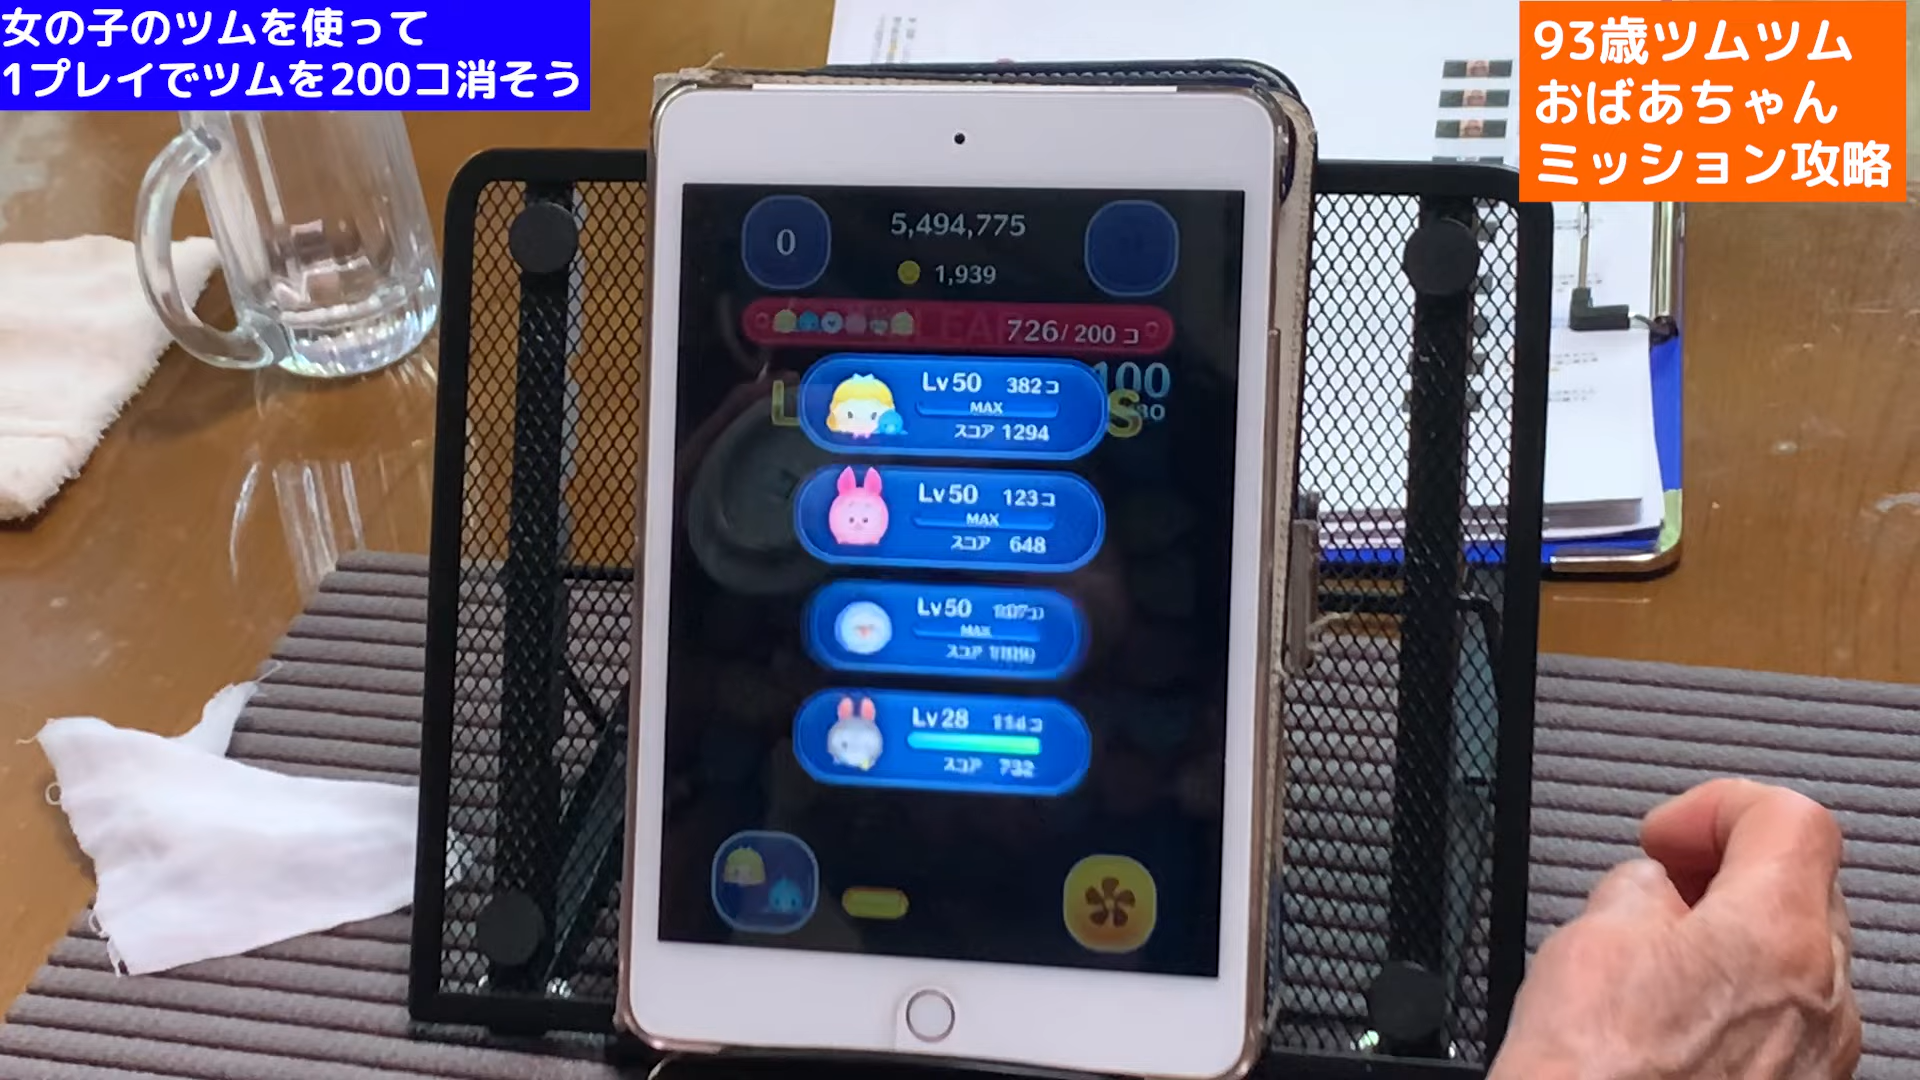 女の子のツムを使って
1プレイでツムを200コ消そう
93歳ツムツム
おばあちゃん
ミッション攻略
0
5,494,775
1,939
726/200コ
100
Lv50 382コ
MAX
スコア 1294
Lv50 123コ
MAX
スコア 648
Lv50
MAX
スコア
Lv28 114コ
スコア 732